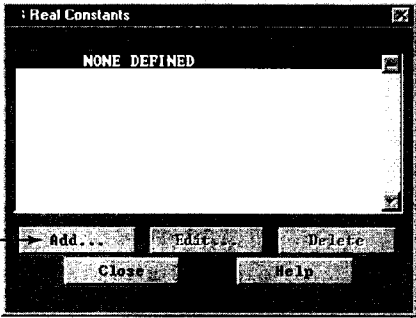 Real Constants
NONE DEFINED
Add... Edit... Delete
Close Help